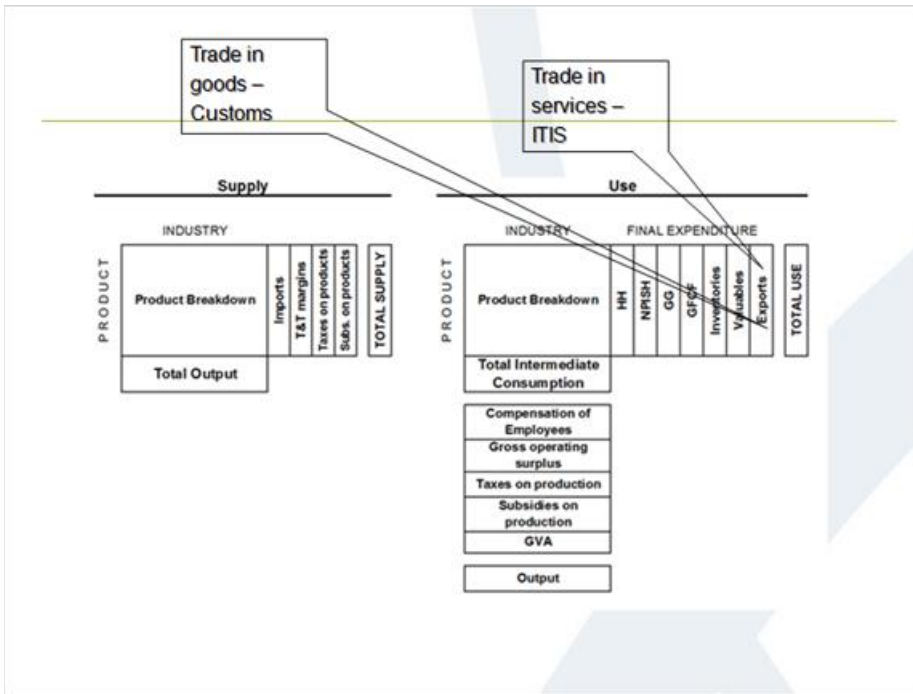 Trade in
goods –
Customs
Trade in
services –
ITIS
Supply
Use
INDUSTRY
INDUSTRY
FINAL EXPENDITURE
PRODUCT
Product Breakdown
Imports
T&T margins
Taxes on products
Subs. on products
TOTAL SUPPLY
PRODUCT
Product Breakdown
HH
NPISH
GG
GFCF
Inventories
Valuables
Exports
TOTAL USE
Total Output
Total Intermediate
Consumption
Compensation of
Employees
Gross operating
surplus
Taxes on production
Subsidies on
production
GVA
Output